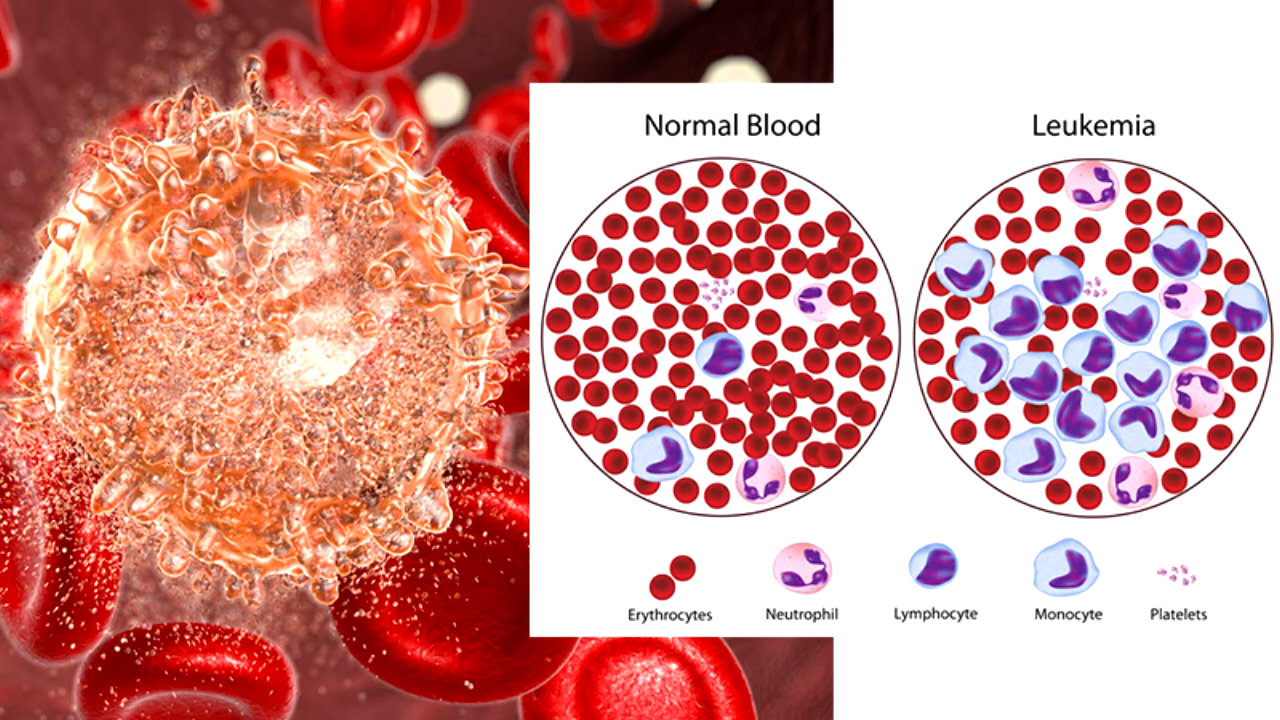 Normal Blood
Leukemia
Erythrocytes
Neutrophil
Lymphocyte
Monocyte
Platelets